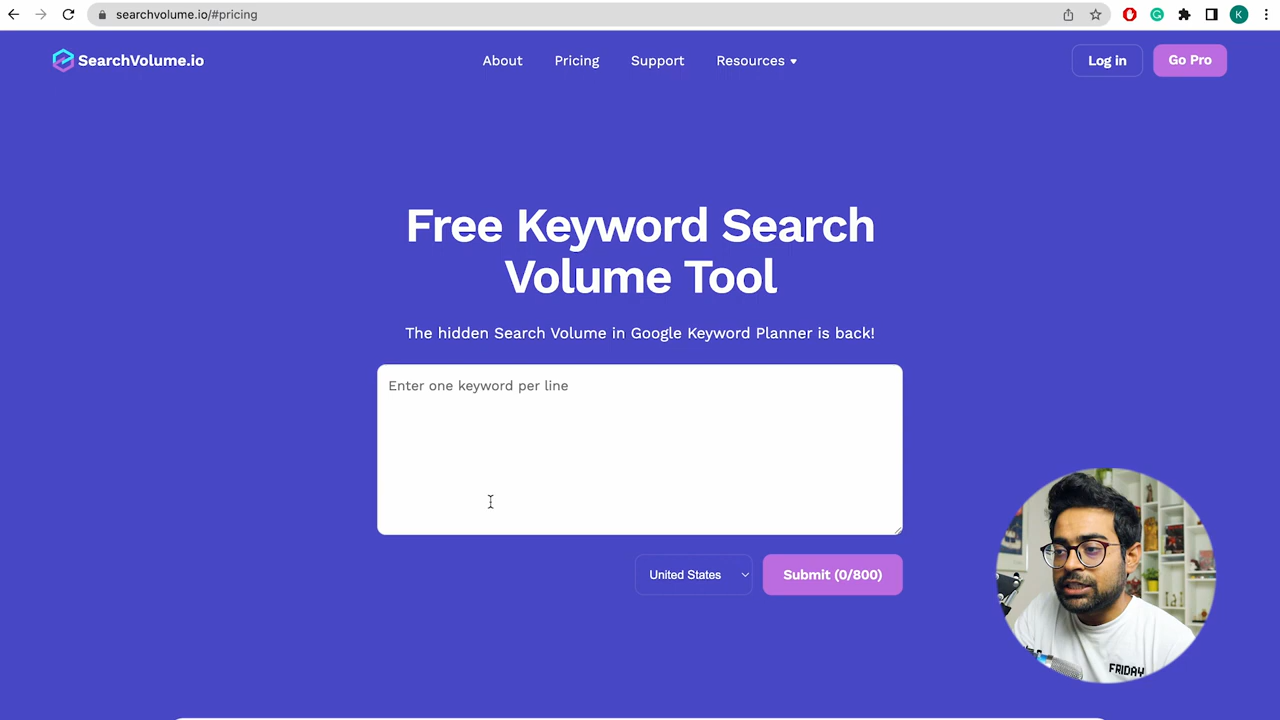 searchvolume.io/#pricing
K
SearchVolume.io
About
Pricing
Support
Resources
Log in
Go Pro
Free Keyword Search
Volume Tool
The hidden Search Volume in Google Keyword Planner is back!
Enter one keyword per line
United States
Submit (0/800)
FRIDAY